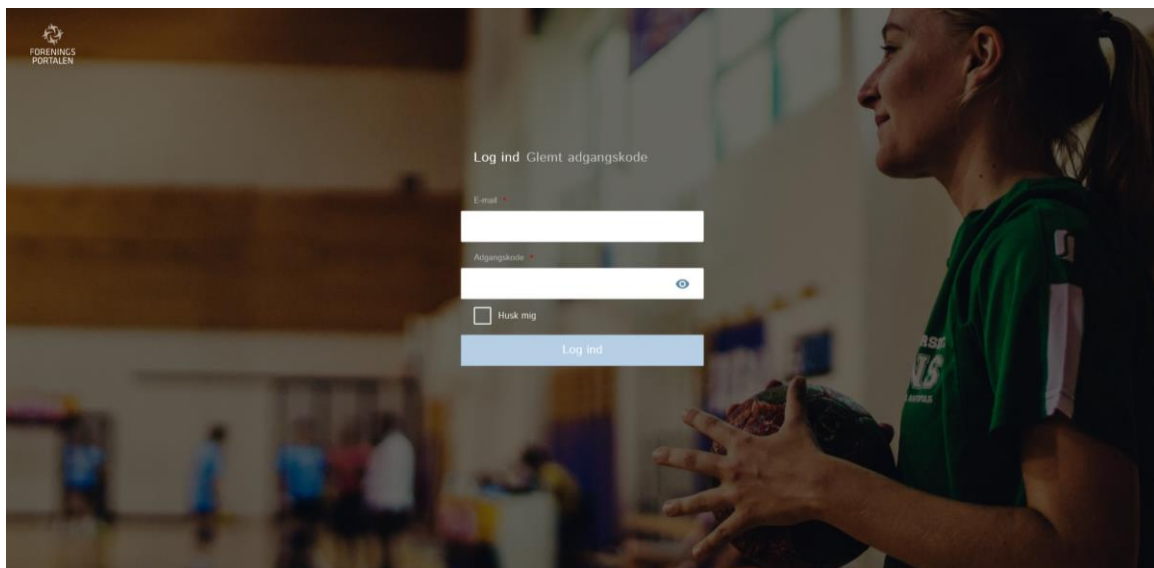 FORENINGS
PORTALEN
Log ind Glemt adgangskode
E-mail *
Adgangskode *
Husk mig
Log ind